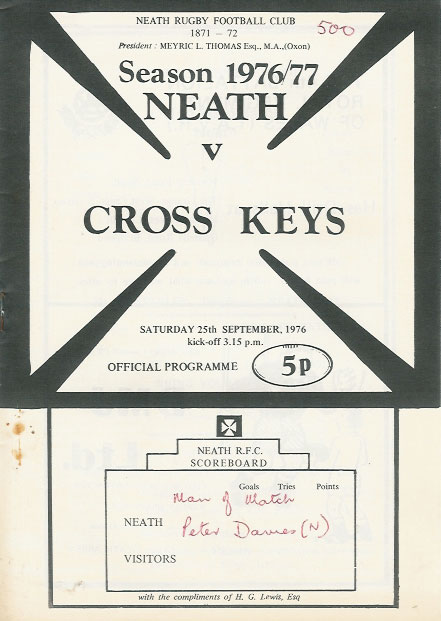 NEATH RUGBY FOOTBALL CLUB
1871 – 72
500
President : MEYRIC L. THOMAS Esq., M.A.,(Oxon)
Season 1976/77
NEATH
v
CROSS KEYS
SATURDAY 25th SEPTEMBER, 1976
kick-off 3.15 p.m.
OFFICIAL PROGRAMME
5p
NEATH R.F.C.
SCOREBOARD
Goals Tries Points
Man of Match
NEATH Peter Davies (N)
VISITORS
with the compliments of H. G. Lewis, Esq